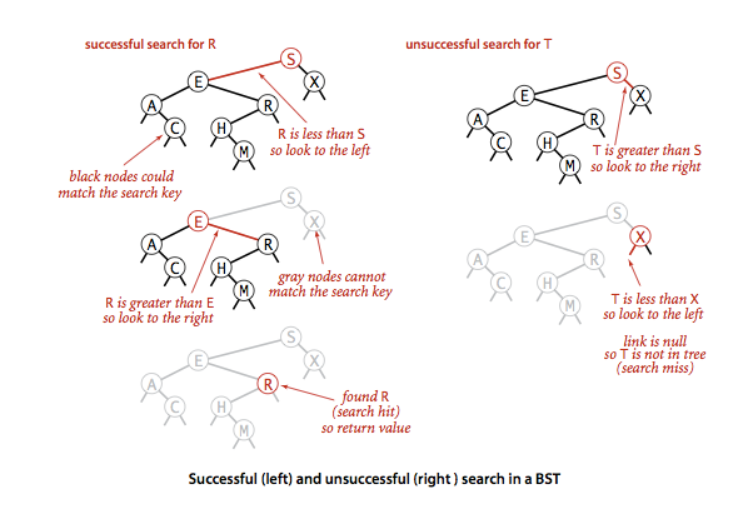 successful search for R
S
E
X
A
R
C
H
M
R is less than S
so look to the left
black nodes could
match the search key
S
E
X
A
R
C
H
M
gray nodes cannot
match the search key
R is greater than E
so look to the right
S
E
X
A
R
C
H
M
found R
(search hit)
so return value
unsuccessful search for T
S
E
X
A
R
C
H
M
T is greater than S
so look to the right
S
E
X
A
R
C
H
M
T is less than X
so look to the left
link is null
so T is not in tree
(search miss)
Successful (left) and unsuccessful (right ) search in a BST